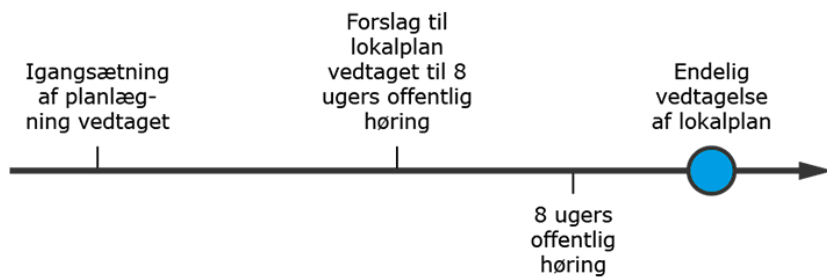 Igangsætning
af planlæg-
ning vedtaget
Forslag til
lokalplan
vedtaget til 8
ugers offentlig
høring
8 ugers
offentlig
høring
Endelig
vedtagelse
af lokalplan